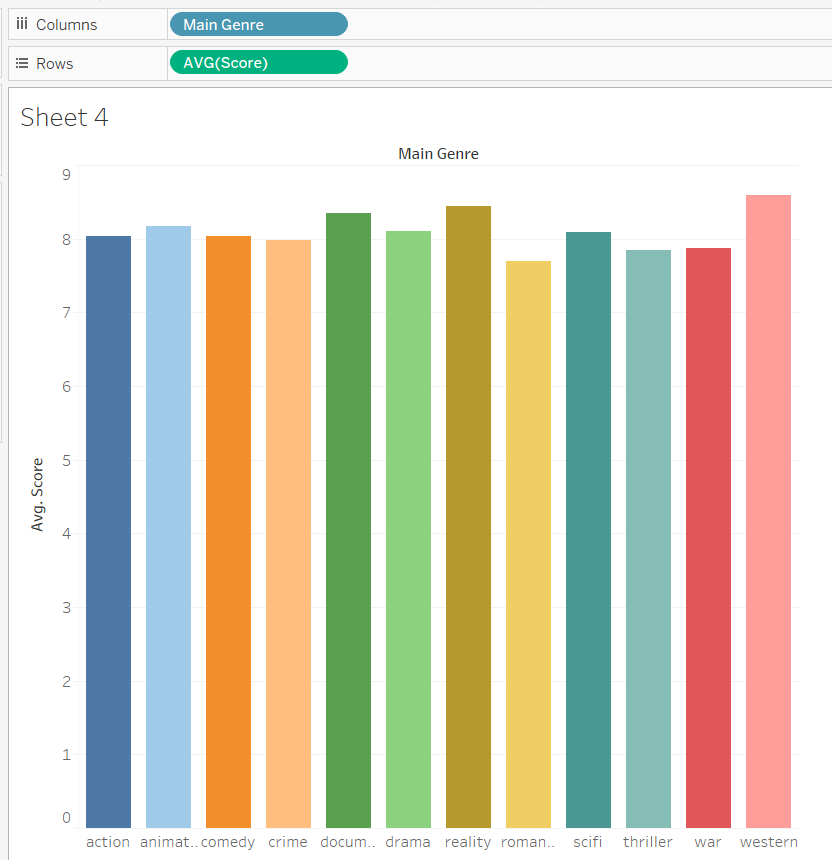 Columns Main Genre
Rows AVG(Score)
Sheet 4
Main Genre
9
8
7
6
5
4
3
2
1
0
Avg. Score
action animat.. comedy crime docum.. drama reality roman.. scifi thriller war western